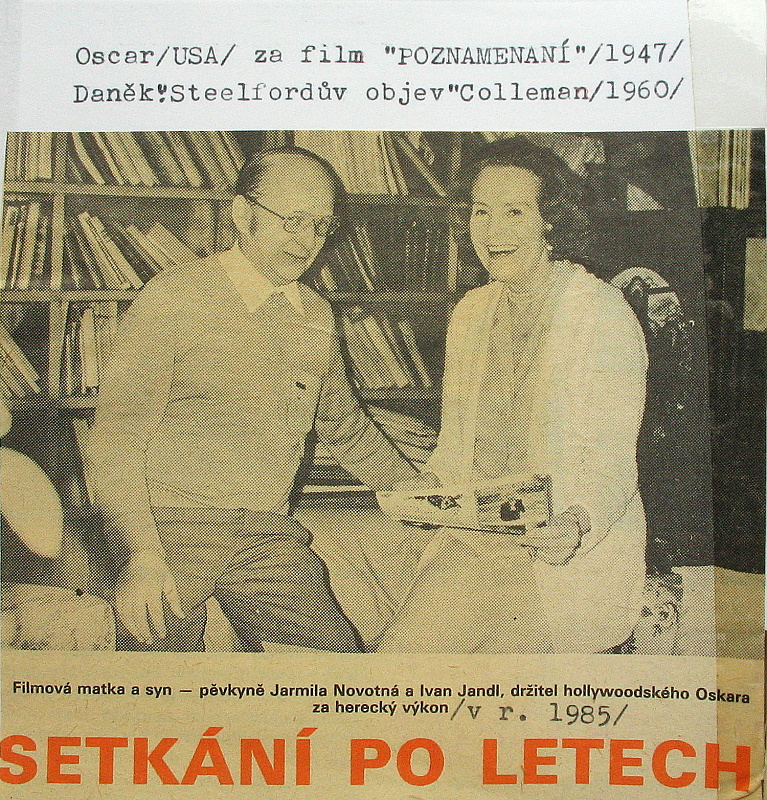 Oscar/USA/ za film "POZNAMENANÍ"/1947/
Daněk:"Steelfordův objev"Colleman/1960/
Filmová matka a syn — pěvkyně Jarmila Novotná a Ivan Jandl, držitel hollywoodského Oskara
za herecký výkon /v r. 1985/
SETKÁNÍ PO LETECH